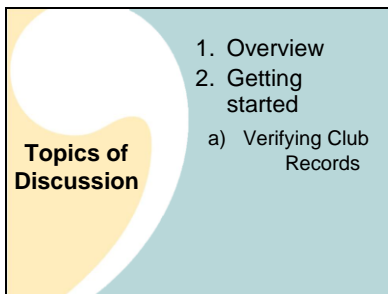 Topics of
Discussion
1. Overview
2. Getting
started
a) Verifying Club
Records